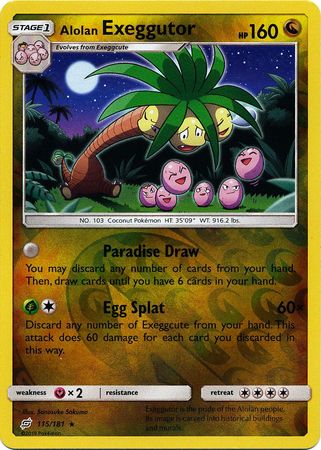 STAGE 1 Alolan Exeggutor HP 160
Evolves from Exeggcute
NO. 103 Coconut Pokémon HT: 35'09" WT: 916.2 lbs.
Paradise Draw
You may discard any number of cards from your hand.
Then, draw cards until you have 6 cards in your hand.
Egg Splat 60×
Discard any number of Exeggcute from your hand. This
attack does 60 damage for each card you discarded in
this way.
weakness × 2 resistance retreat
Illus. Sanosuke Sakuma
115/181 ★
©2019 Pokémon
Exeggutor is the pride of the Alolan people.
Its image is carved into historical buildings
and murals.